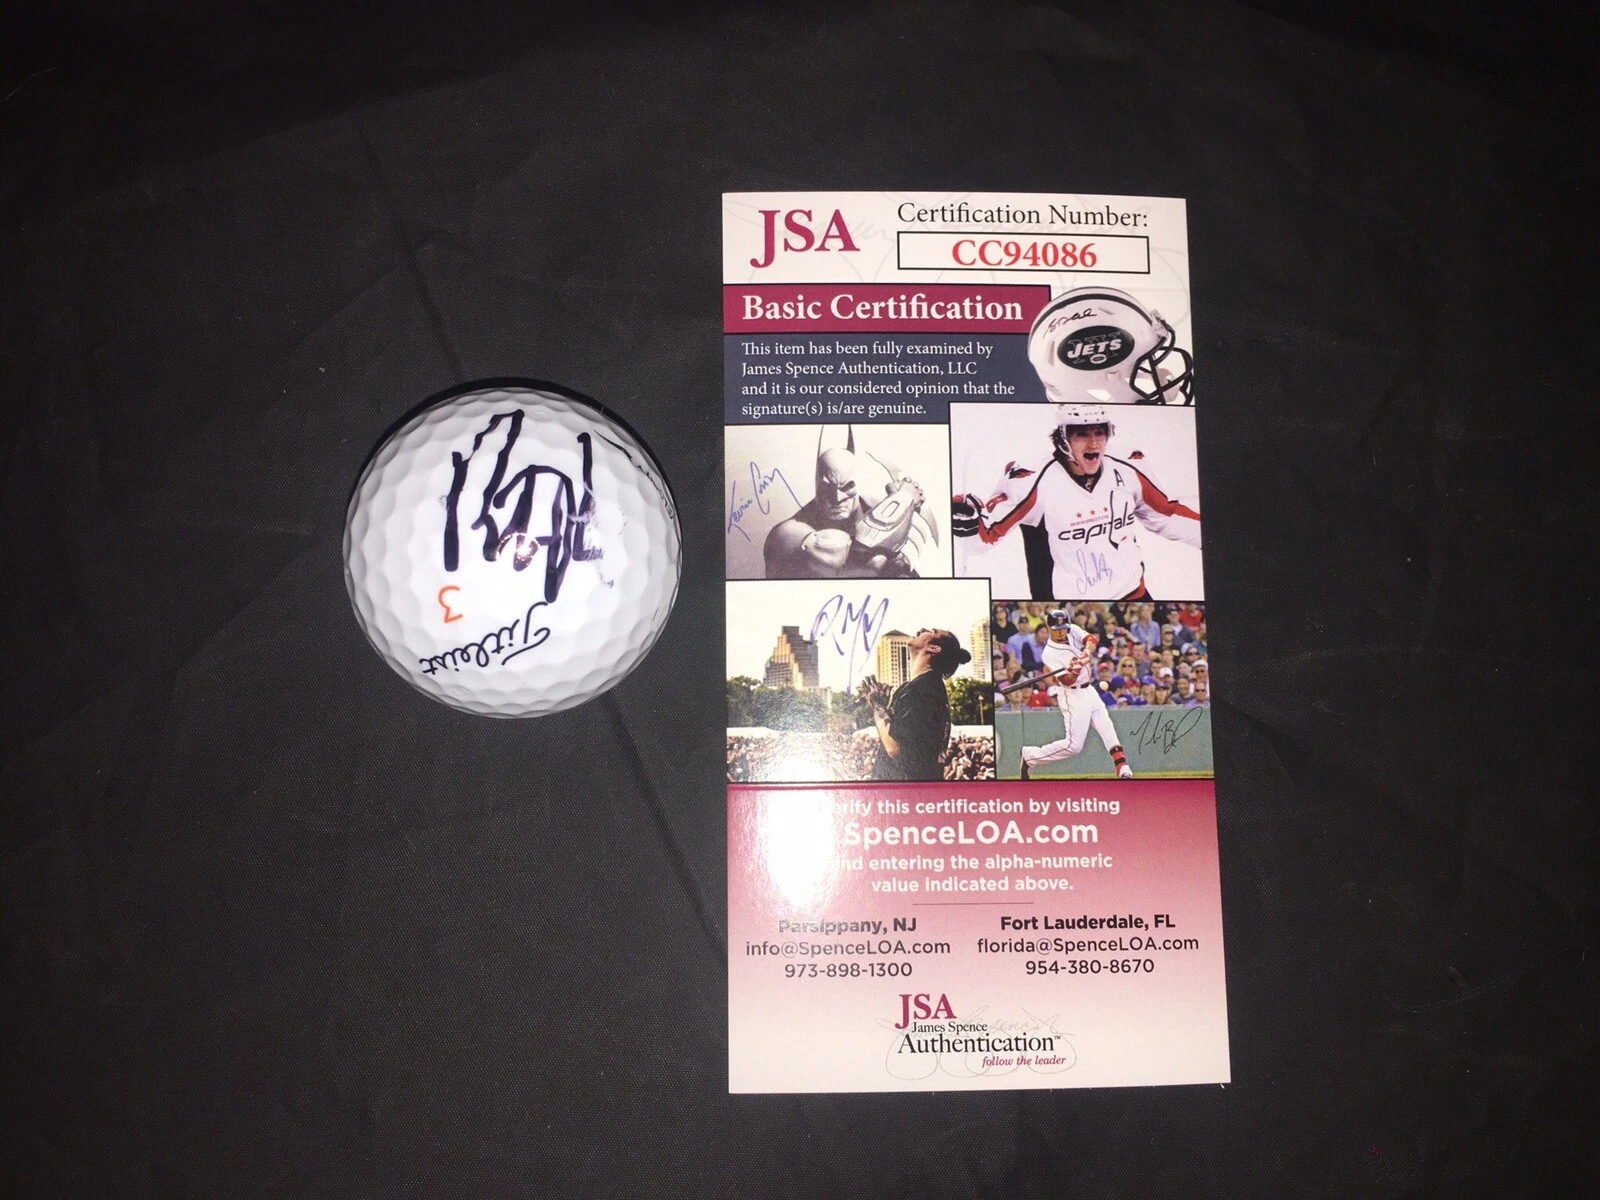 Titleist
3
JSA
Certification Number:
CC94086
Basic Certification
This item has been fully examined by
James Spence Authentication, LLC
and it is our considered opinion that the
signature(s) is/are genuine.
JETS
capitals
A
this certification by visiting
SpenceLOA.com
entering the alpha-numeric
value indicated above.
Parsippany, NJ
info@SpenceLOA.com
973-898-1300
Fort Lauderdale, FL
florida@SpenceLOA.com
954-380-8670
JSA
James Spence
Authentication™
follow the leader